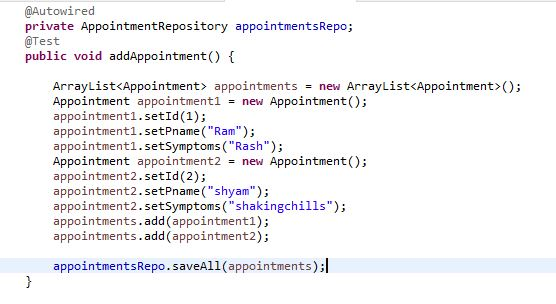 @Autowired
private AppointmentRepository appointmentsRepo;
@Test
public void addAppointment() {
ArrayList<Appointment> appointments = new ArrayList<Appointment>();
Appointment appointment1 = new Appointment();
appointment1.setId(1);
appointment1.setPname("Ram");
appointment1.setSymptoms("Rash");
Appointment appointment2 = new Appointment();
appointment2.setId(2);
appointment2.setPname("shyam");
appointment2.setSymptoms("shakingchills");
appointments.add(appointment1);
appointments.add(appointment2);
appointmentsRepo.saveAll(appointments);
}